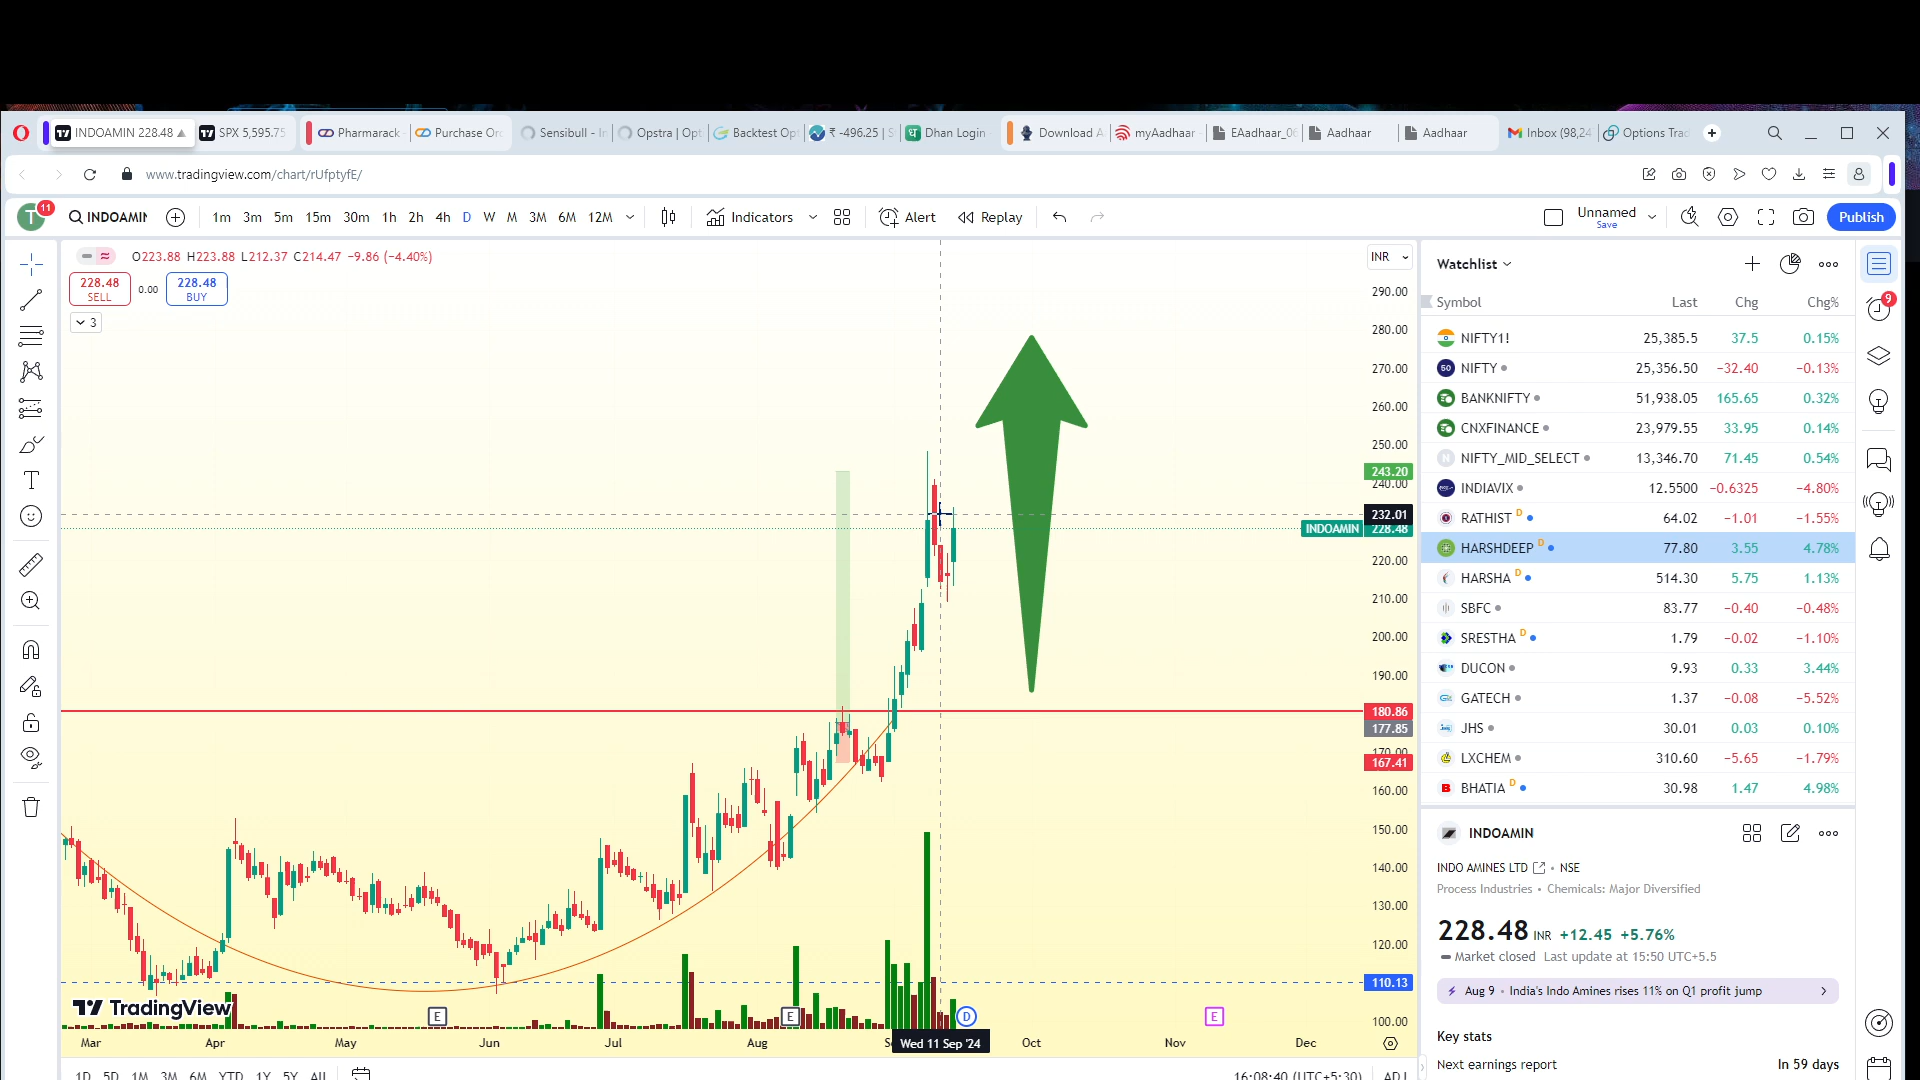 INDOAMIN 228.48 ▲
SPX 5,595.75
Pharmarack
Purchase Or
Sensibull - I
Opstra | Opt
Backtest Op
₹ -496.25 | S
Dhan Login
Download A
myAadhaar
EAadhaar_0
Aadhaar
Aadhaar
Inbox (98,24
Options Trad
www.tradingview.com/chart/rUfptyfE/
T 11
INDOAMIN
1m 3m 5m 15m 30m 1h 2h 4h D W M 3M 6M 12M
Indicators
Alert
Replay
Unnamed
Save
Publish
O223.88 H223.88 L212.37 C214.47 −9.86 (−4.40%)
228.48
SELL
0.00
228.48
BUY
3
INR
290.00
280.00
270.00
260.00
250.00
243.20
240.00
232.01
INDOAMIN 228.48
220.00
210.00
200.00
190.00
180.86
177.85
170.00
167.41
160.00
150.00
140.00
130.00
120.00
110.13
100.00
TradingView
E
E
D
E
Mar Apr May Jun Jul Aug Wed 11 Sep '24 Oct Nov Dec
1D 5D 1M 3M 6M YTD 1Y 5Y All
16:08:40 (UTC+5:30) ADJ
Watchlist
Symbol Last Chg Chg%
NIFTY1! 25,385.5 37.5 0.15%
50 NIFTY 25,356.50 −32.40 −0.13%
BANKNIFTY 51,938.05 165.65 0.32%
CNXFINANCE 23,979.55 33.95 0.14%
N NIFTY_MID_SELECT 13,346.70 71.45 0.54%
INDIAVIX 12.5500 −0.6325 −4.80%
RATHIST D 64.02 −1.01 −1.55%
HARSHDEEP D 77.80 3.55 4.78%
HARSHA D 514.30 5.75 1.13%
SBFC 83.77 −0.40 −0.48%
SRESTHA D 1.79 −0.02 −1.10%
DUCON 9.93 0.33 3.44%
GATECH 1.37 −0.08 −5.52%
JHS 30.01 0.03 0.10%
LXCHEM 310.60 −5.65 −1.79%
B BHATIA D 30.98 1.47 4.98%
INDOAMIN
INDO AMINES LTD • NSE
Process Industries • Chemicals: Major Diversified
228.48 INR +12.45 +5.76%
Market closed Last update at 15:50 UTC+5.5
Aug 9 • India's Indo Amines rises 11% on Q1 profit jump
Key stats
Next earnings report In 59 days
9